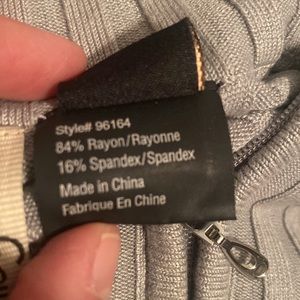 Style# 96164
84% Rayon/Rayonne
16% Spandex/Spandex
Made in China
Fabrique En Chine